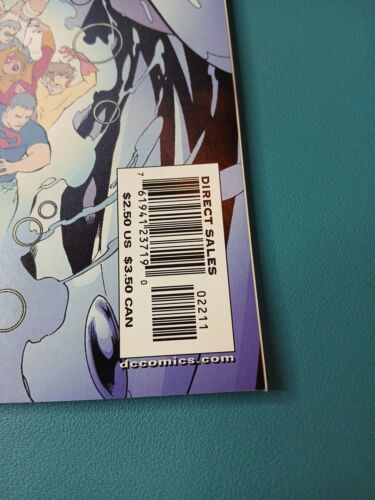 DIRECT SALES
7 61941 23719 0
02211
$2.50 US $3.50 CAN
dccomics.com